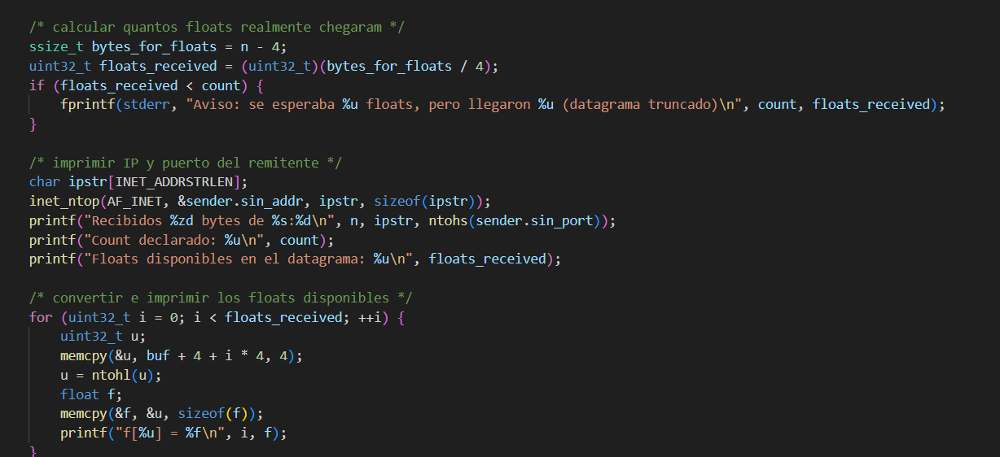 /* calcular quantos floats realmente chegaram */
ssize_t bytes_for_floats = n - 4;
uint32_t floats_received = (uint32_t)(bytes_for_floats / 4);
if (floats_received < count) {
    fprintf(stderr, "Aviso: se esperaba %u floats, pero llegaron %u (datagrama truncado)\n", count, floats_received);
}
/* imprimir IP y puerto del remitente */
char ipstr[INET_ADDRSTRLEN];
inet_ntop(AF_INET, &sender.sin_addr, ipstr, sizeof(ipstr));
printf("Recibidos %zd bytes de %s:%d\n", n, ipstr, ntohs(sender.sin_port));
printf("Count declarado: %u\n", count);
printf("Floats disponibles en el datagrama: %u\n", floats_received);
/* convertir e imprimir los floats disponibles */
for (uint32_t i = 0; i < floats_received; ++i) {
    uint32_t u;
    memcpy(&u, buf + 4 + i * 4, 4);
    u = ntohl(u);
    float f;
    memcpy(&f, &u, sizeof(f));
    printf("f[%u] = %f\n", i, f);
}